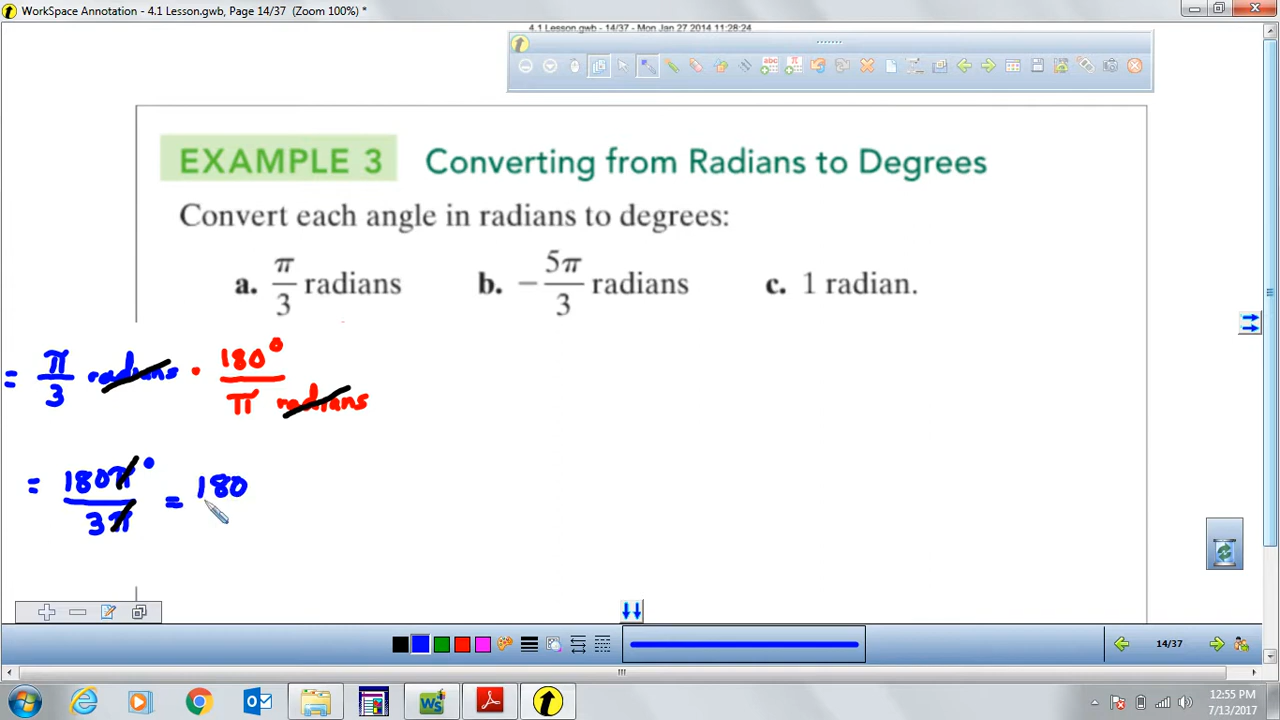 WorkSpace Annotation - 4.1 Lesson.gwb, Page 14/37 (Zoom 100%) *
4.1 Lesson.gwb - 14/37 - Mon Jan 27 2014 11:28:24
EXAMPLE 3 Converting from Radians to Degrees
Convert each angle in radians to degrees:
a. π/3 radians b. -5π/3 radians c. 1 radian.
= π/3 radians · 180°/π radians
= 180π°/3π = 180
14/37
12:55 PM
7/13/2017